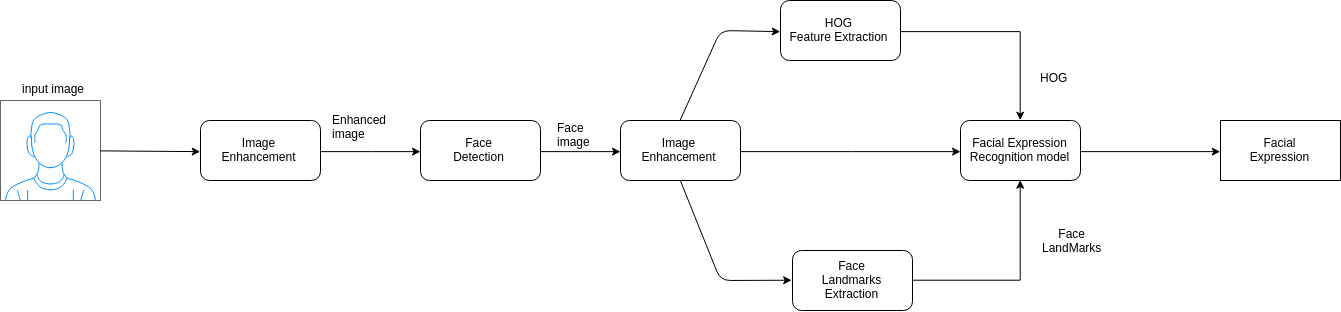 input image
Image
Enhancement
Enhanced
image
Face
Detection
Face
image
Image
Enhancement
HOG
Feature Extraction
HOG
Facial Expression
Recognition model
Face
LandMarks
Face
Landmarks
Extraction
Facial
Expression